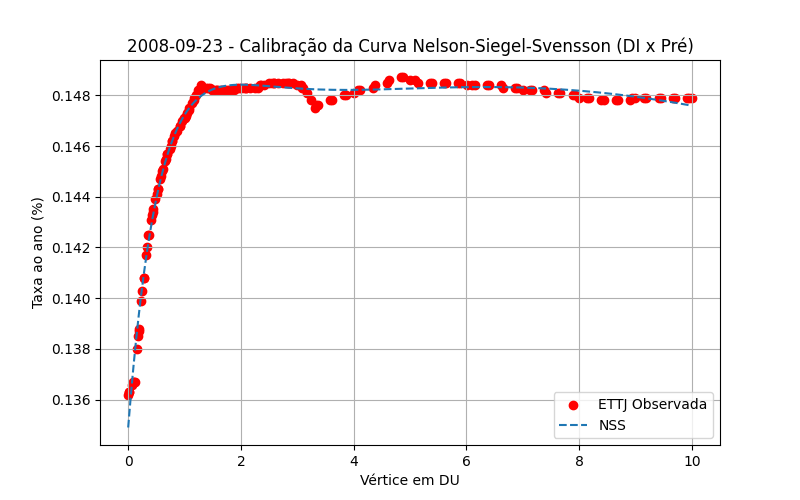 2008-09-23 - Calibração da Curva Nelson-Siegel-Svensson (DI x Pré)
Taxa ao ano (%)
0.148
0.146
0.144
0.142
0.140
0.138
0.136
ETTJ Observada
NSS
0 2 4 6 8 10
Vértice em DU